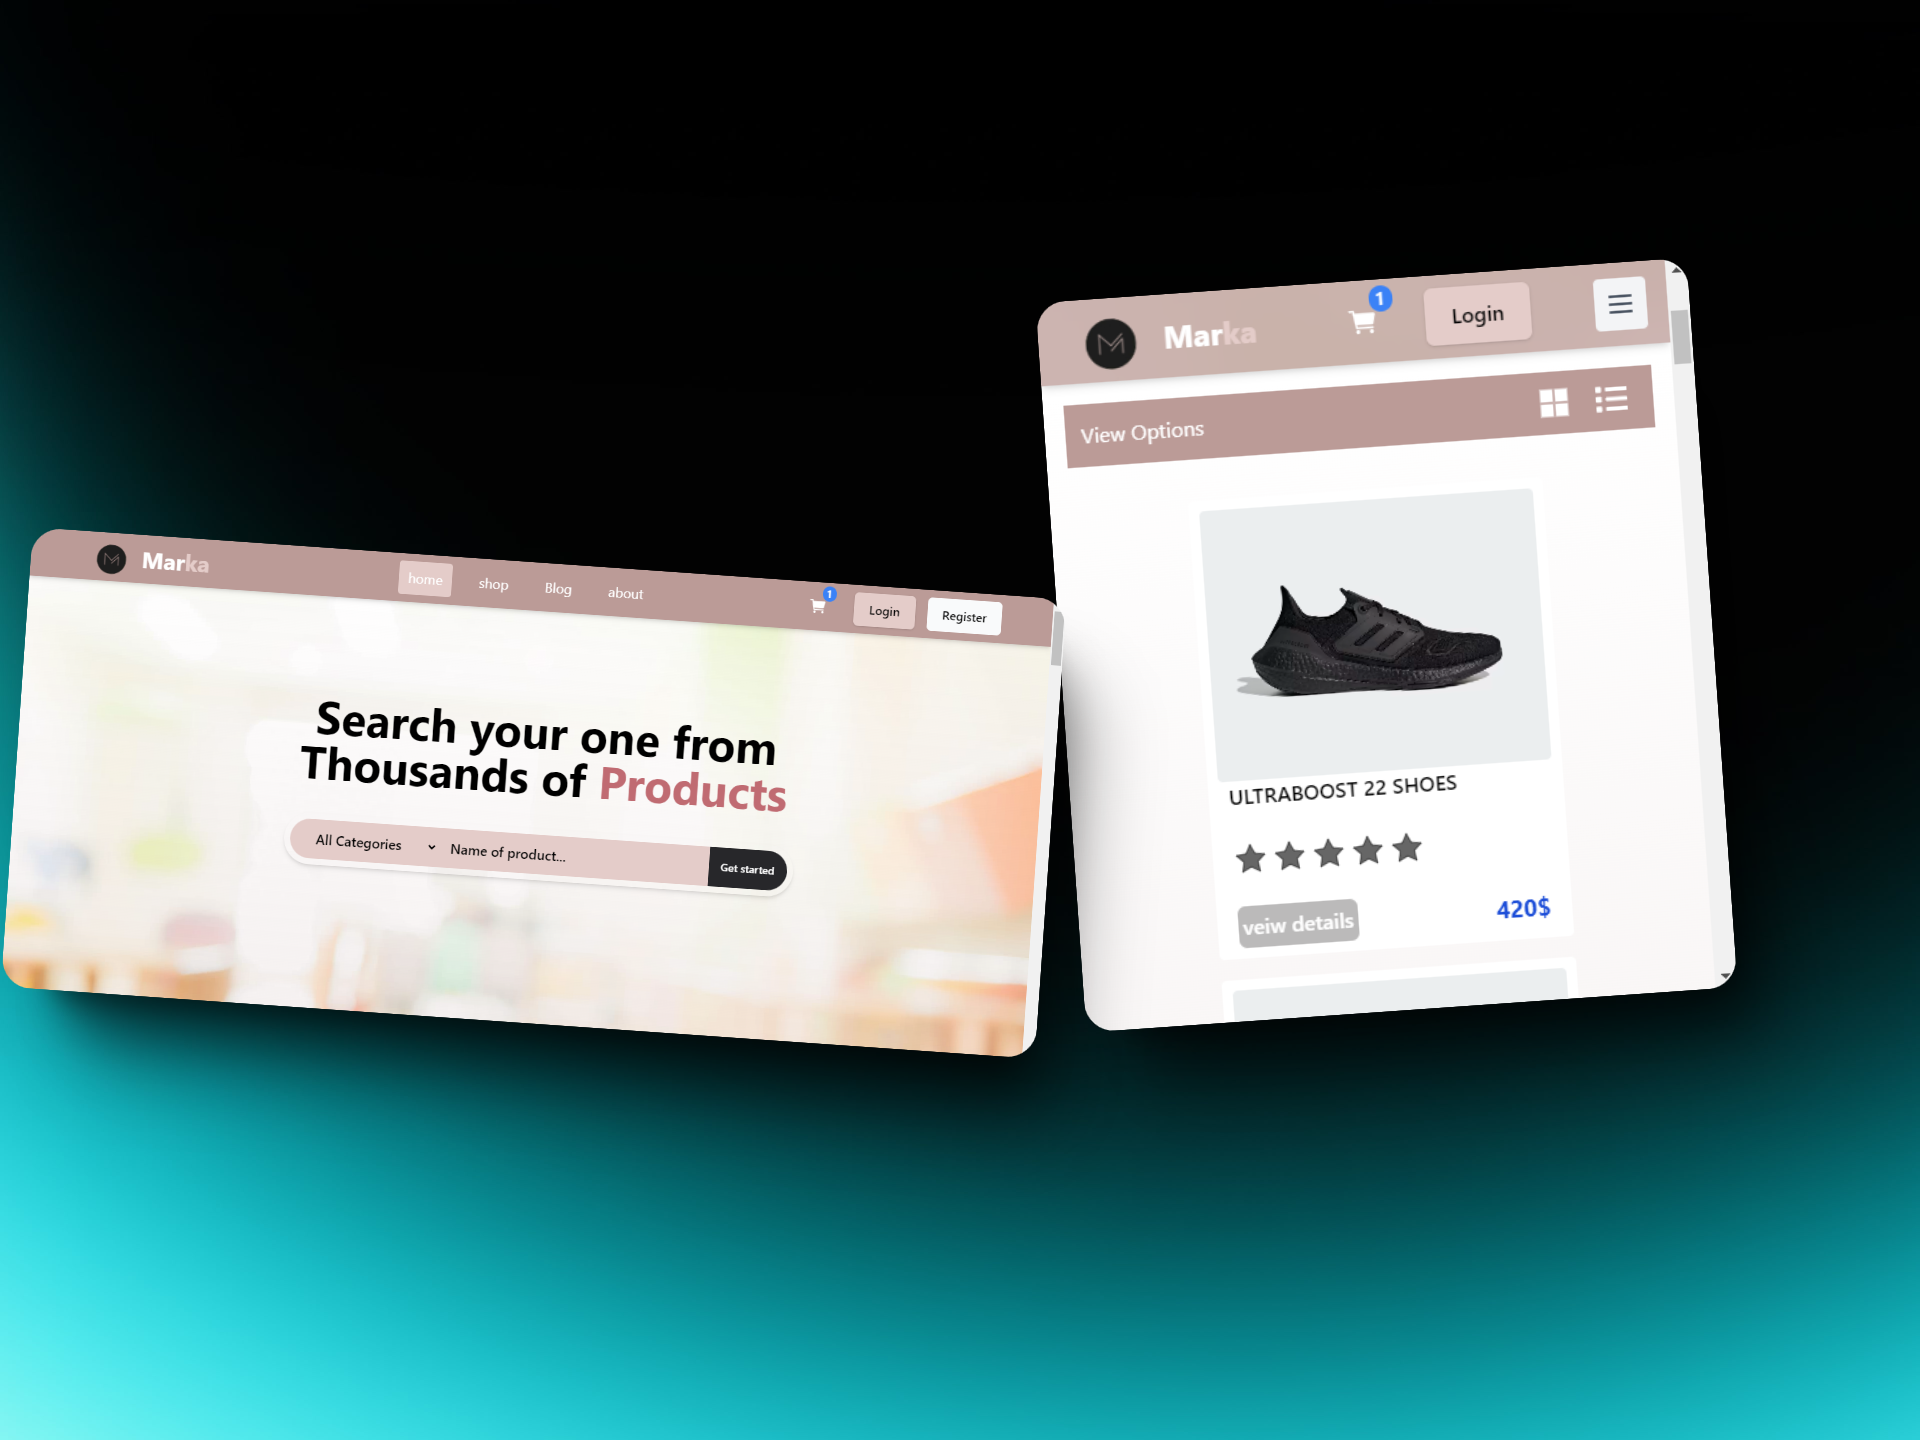 Marka
home
shop
Blog
about
1
Login
Register
Search your one from
Thousands of Products
All Categories
Name of product...
Get started
Marka
1
Login
View Options
ULTRABOOST 22 SHOES
veiw details
420$